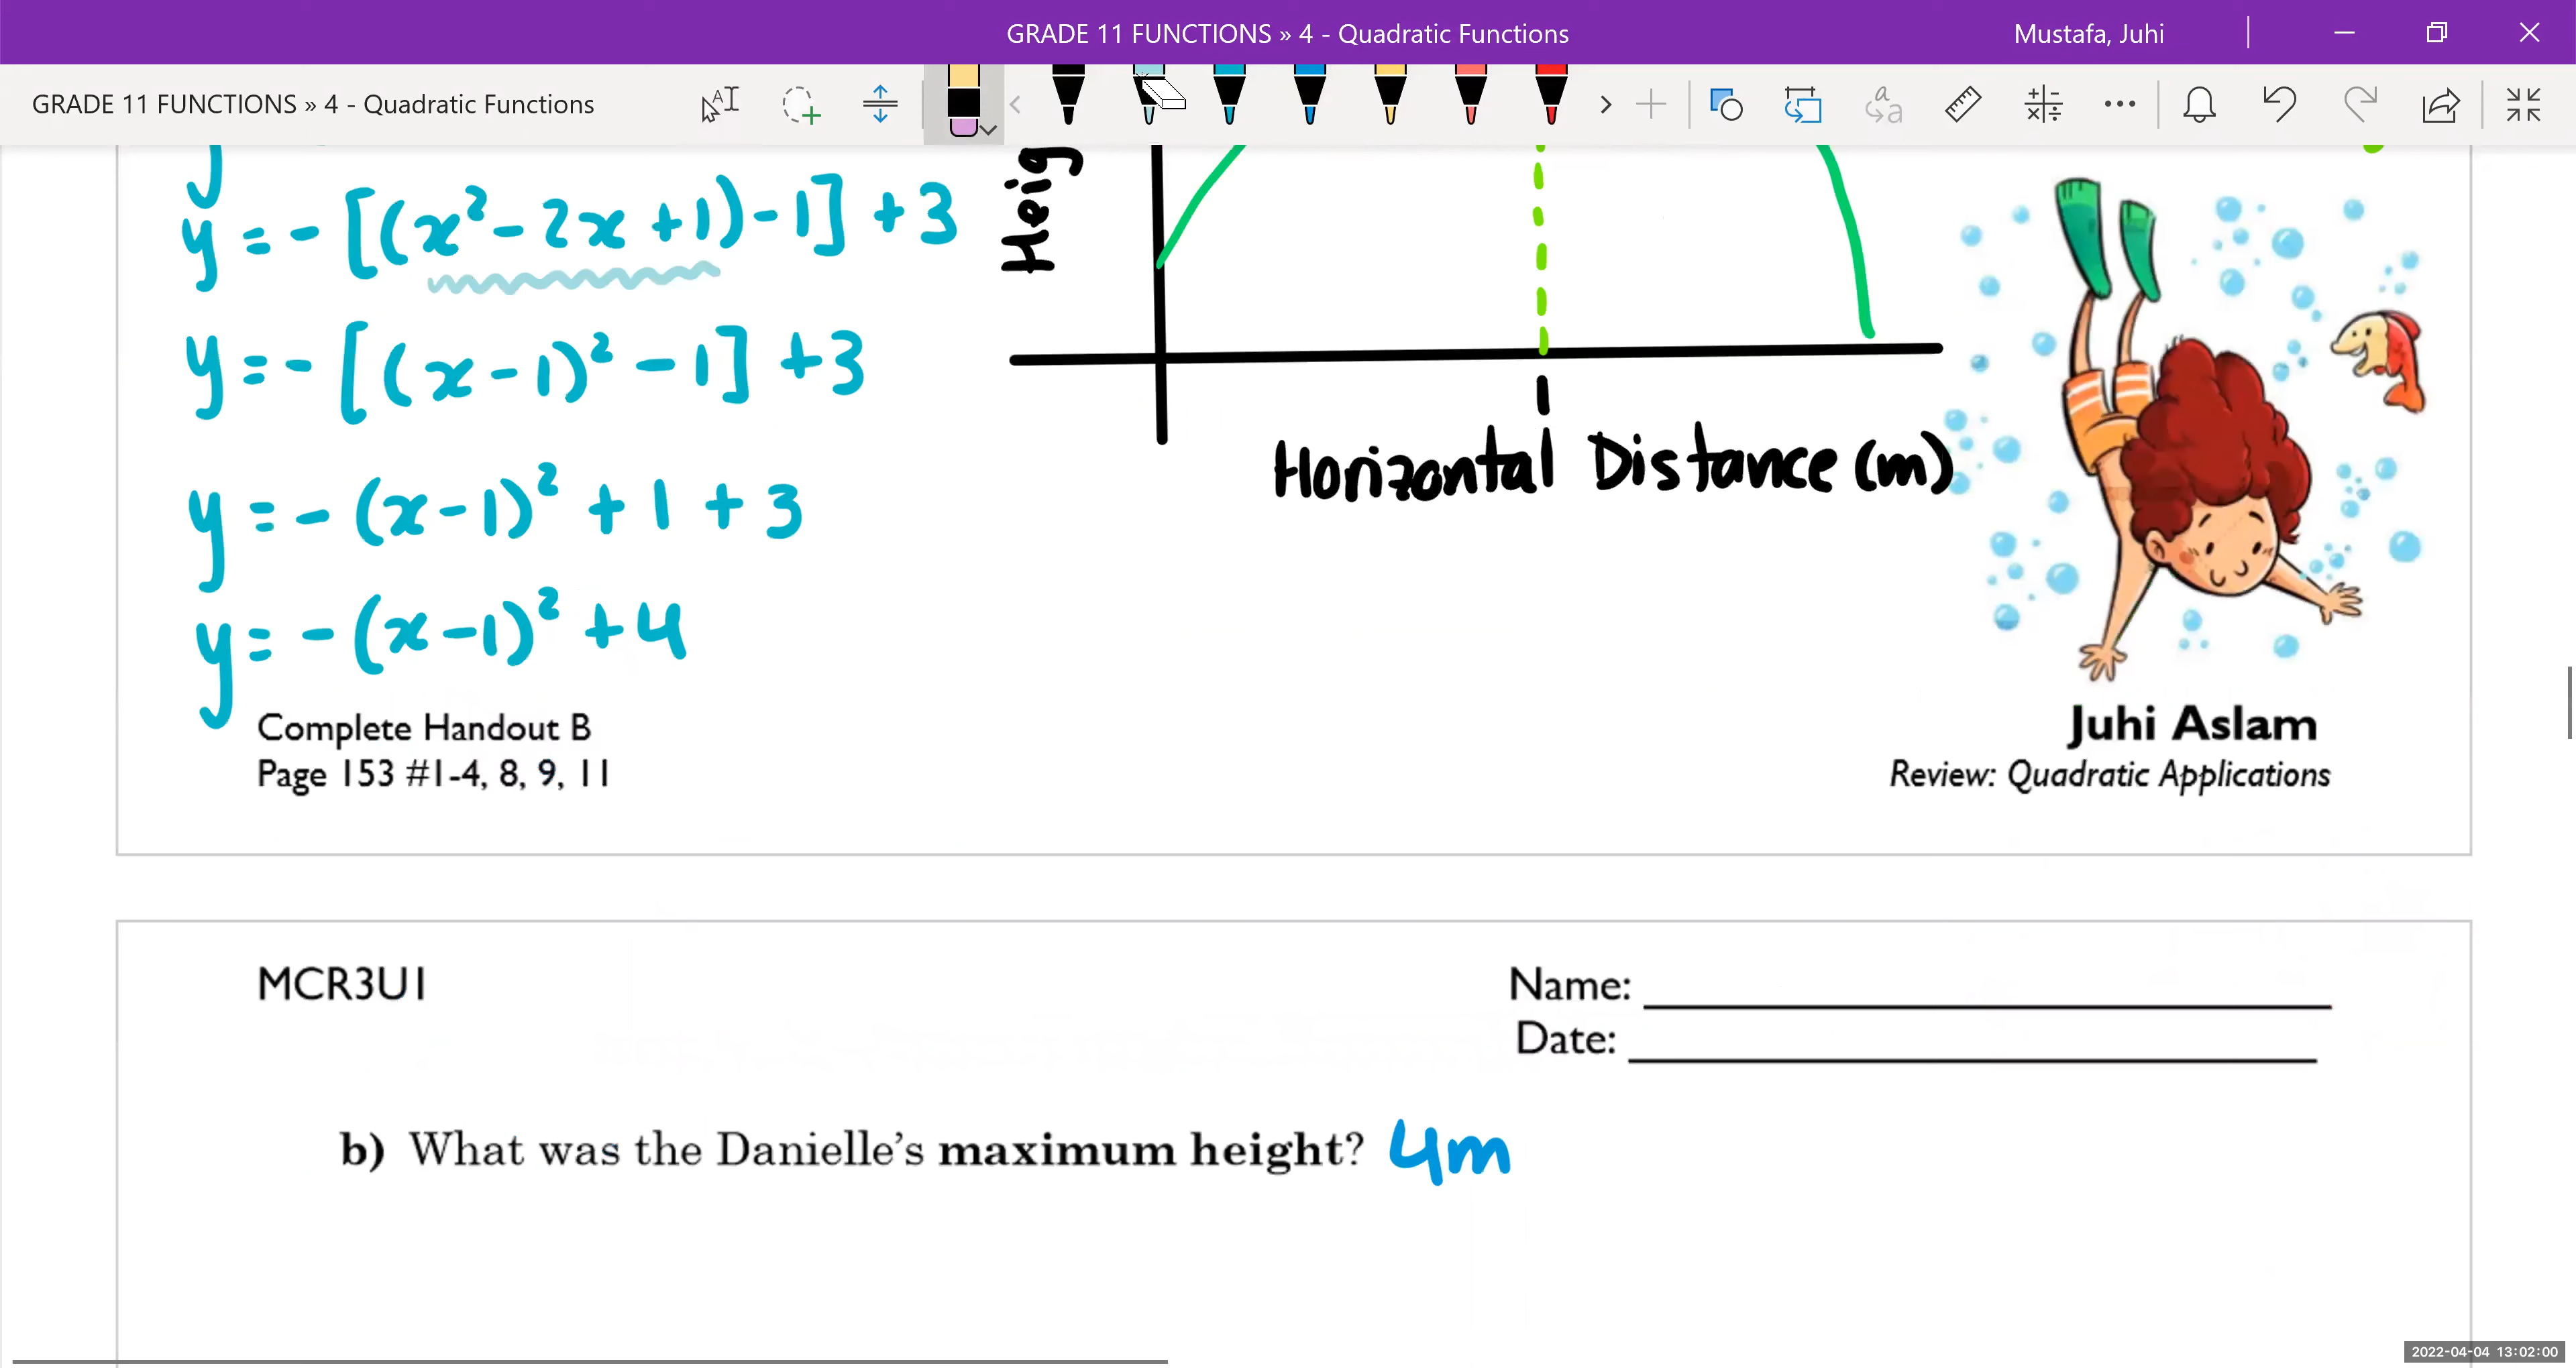 GRADE 11 FUNCTIONS » 4 - Quadratic Functions
Mustafa, Juhi
GRADE 11 FUNCTIONS » 4 - Quadratic Functions
y = - [(x² - 2x + 1) - 1] + 3
y = - [(x - 1)² - 1] + 3
y = - (x - 1)² + 1 + 3
y = - (x - 1)² + 4
Heig
1
Horizontal Distance (m)
Complete Handout B
Page 153 #1-4, 8, 9, 11
Juhi Aslam
Review: Quadratic Applications
MCR3U1
Name:
Date:
b) What was the Danielle's maximum height? 4m
2022-04-04 13:02:00